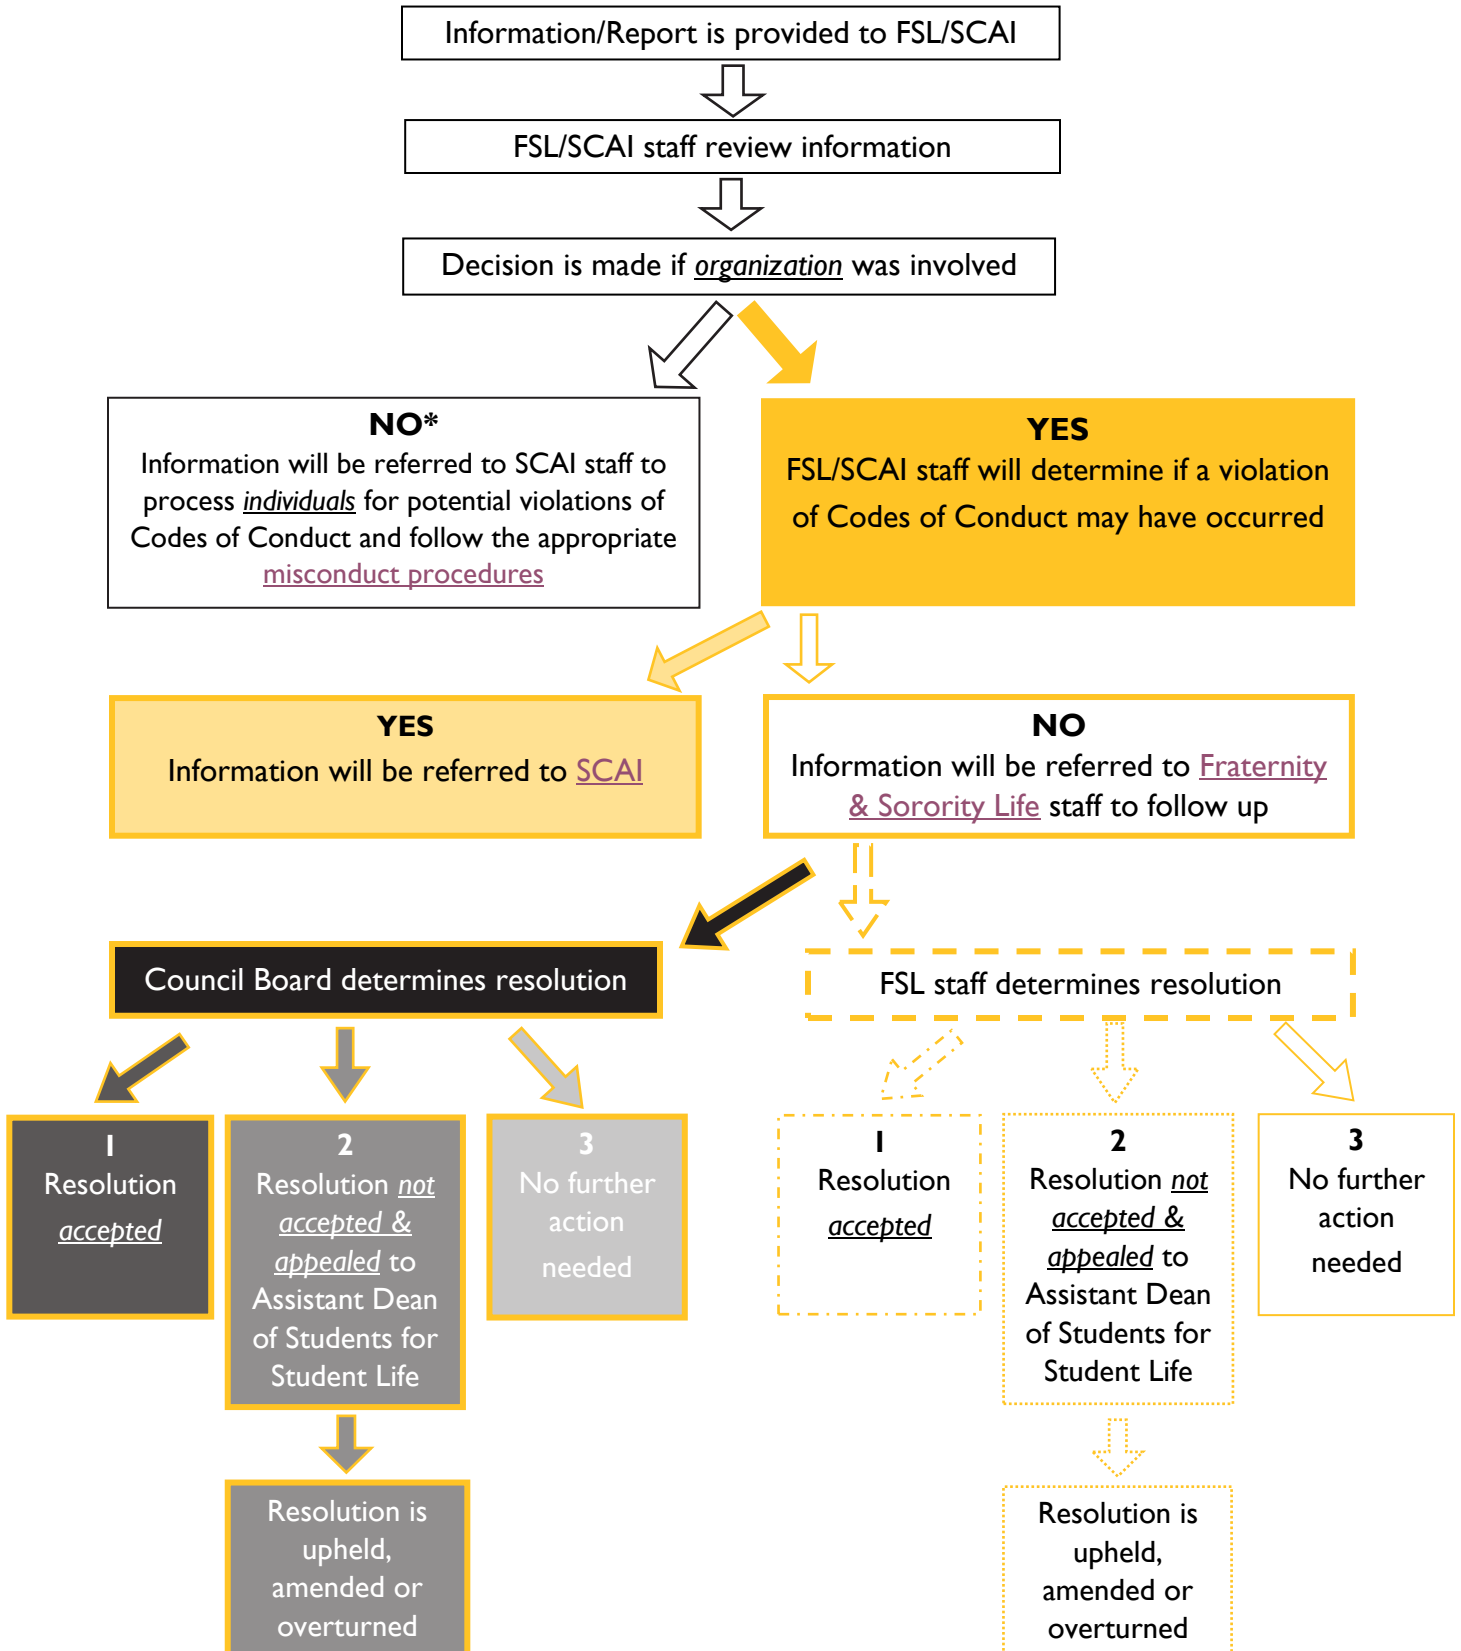 Information/Report is provided to FSL/SCAI
FSL/SCAI staff review information
Decision is made if organization was involved
NO*
Information will be referred to SCAI staff to
process individuals for potential violations of
Codes of Conduct and follow the appropriate
misconduct procedures
YES
FSL/SCAI staff will determine if a violation
of Codes of Conduct may have occurred
YES
Information will be referred to SCAI
NO
Information will be referred to Fraternity
& Sorority Life staff to follow up
Council Board determines resolution
FSL staff determines resolution
1
Resolution
accepted
2
Resolution not
accepted &
appealed to
Assistant Dean
of Students for
Student Life
3
No further
action
needed
1
Resolution
accepted
2
Resolution not
accepted &
appealed to
Assistant Dean
of Students for
Student Life
3
No further
action
needed
Resolution is
upheld,
amended or
overturned
Resolution is
upheld,
amended or
overturned